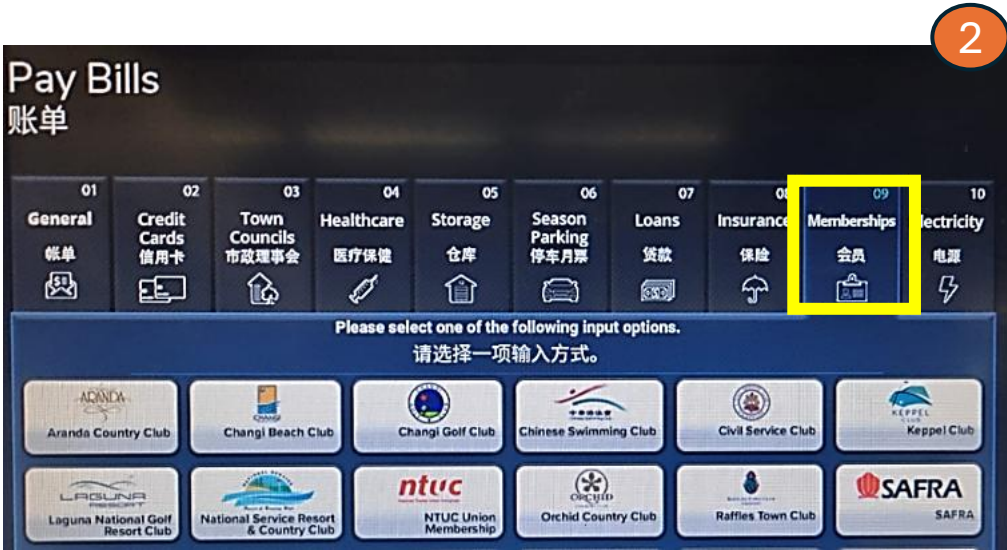 2
Pay Bills
账单
01
General
帐单
02
Credit
Cards
信用卡
03
Town
Councils
市政理事会
04
Healthcare
医疗保健
05
Storage
仓库
06
Season
Parking
停车月票
07
Loans
贷款
08
Insurance
保险
09
Memberships
会员
10
lectricity
电源
Please select one of the following input options.
请选择一项输入方式。
ARANDA
Aranda Country Club
CHANGI
Changi Beach Club
Changi Golf Club
Chinese Swimming Club
Civil Service Club
KEPPEL
CLUB
Keppel Club
LAGUNA
RESORT
Laguna National Golf
Resort Club
National Service Resort
& Country Club
ntuc
NTUC Union
Membership
ORCHID
Orchid Country Club
Raffles Town Club
SAFRA
SAFRA